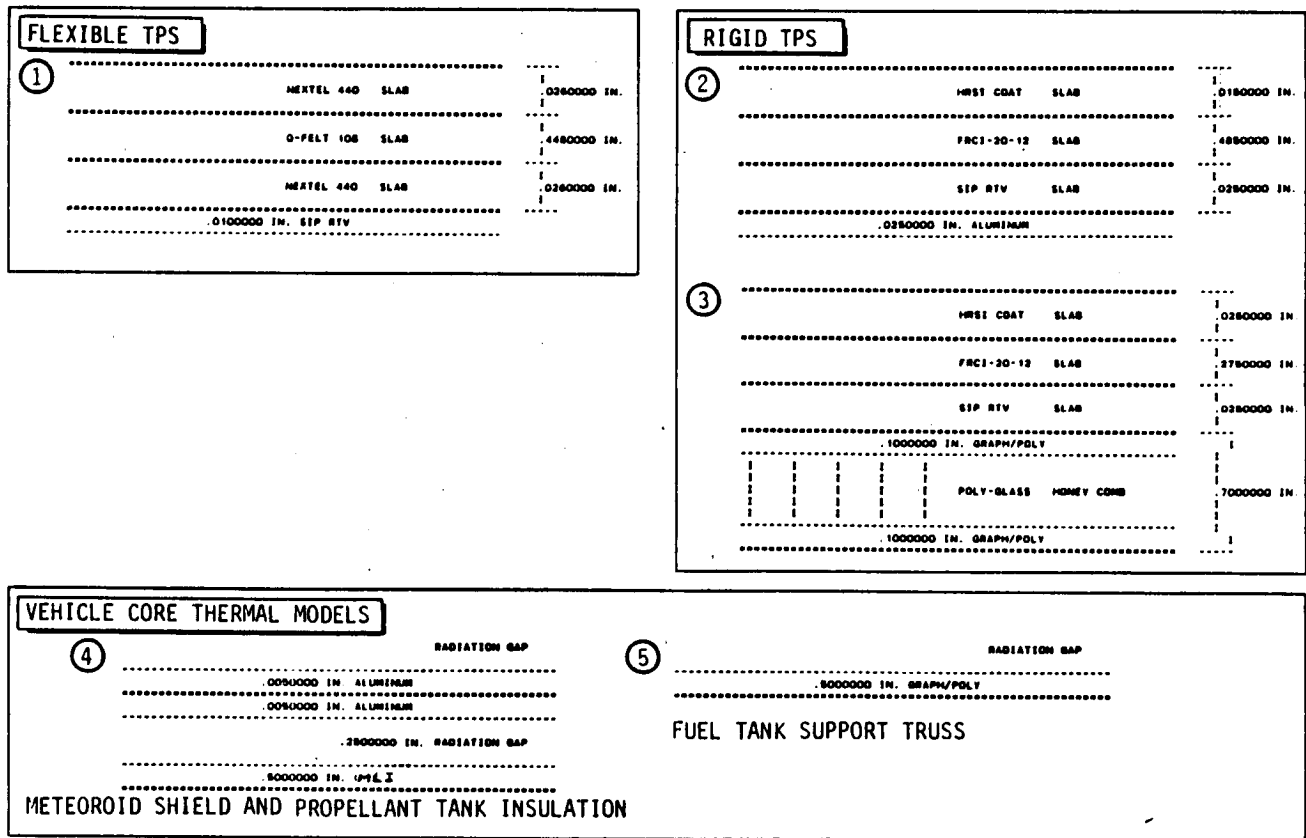 FLEXIBLE TPS
1
NEXTEL 440 SLAB .0260000 IN.
Q-FELT 106 SLAB .4460000 IN.
NEXTEL 440 SLAB .0260000 IN.
.0100000 IN. SIP RTV
RIGID TPS
2
HRSI COAT SLAB .0150000 IN.
FRCI-20-12 SLAB .4850000 IN.
SIP RTV SLAB .0250000 IN.
.0250000 IN. ALUMINUM
3
HRSI COAT SLAB .0250000 IN
FRCI-20-12 SLAB .2750000 IN
SIP RTV SLAB .0250000 IN
.1000000 IN. GRAPH/POLY
POLY-GLASS HONEY COMB .7000000 IN
.1000000 IN. GRAPH/POLY
VEHICLE CORE THERMAL MODELS
4
RADIATION GAP
.0050000 IN. ALUMINUM
.0050000 IN. ALUMINUM
.2500000 IN. RADIATION GAP
.5000000 IN. MLI
METEOROID SHIELD AND PROPELLANT TANK INSULATION
5
RADIATION GAP
.5000000 IN. GRAPH/POLY
FUEL TANK SUPPORT TRUSS